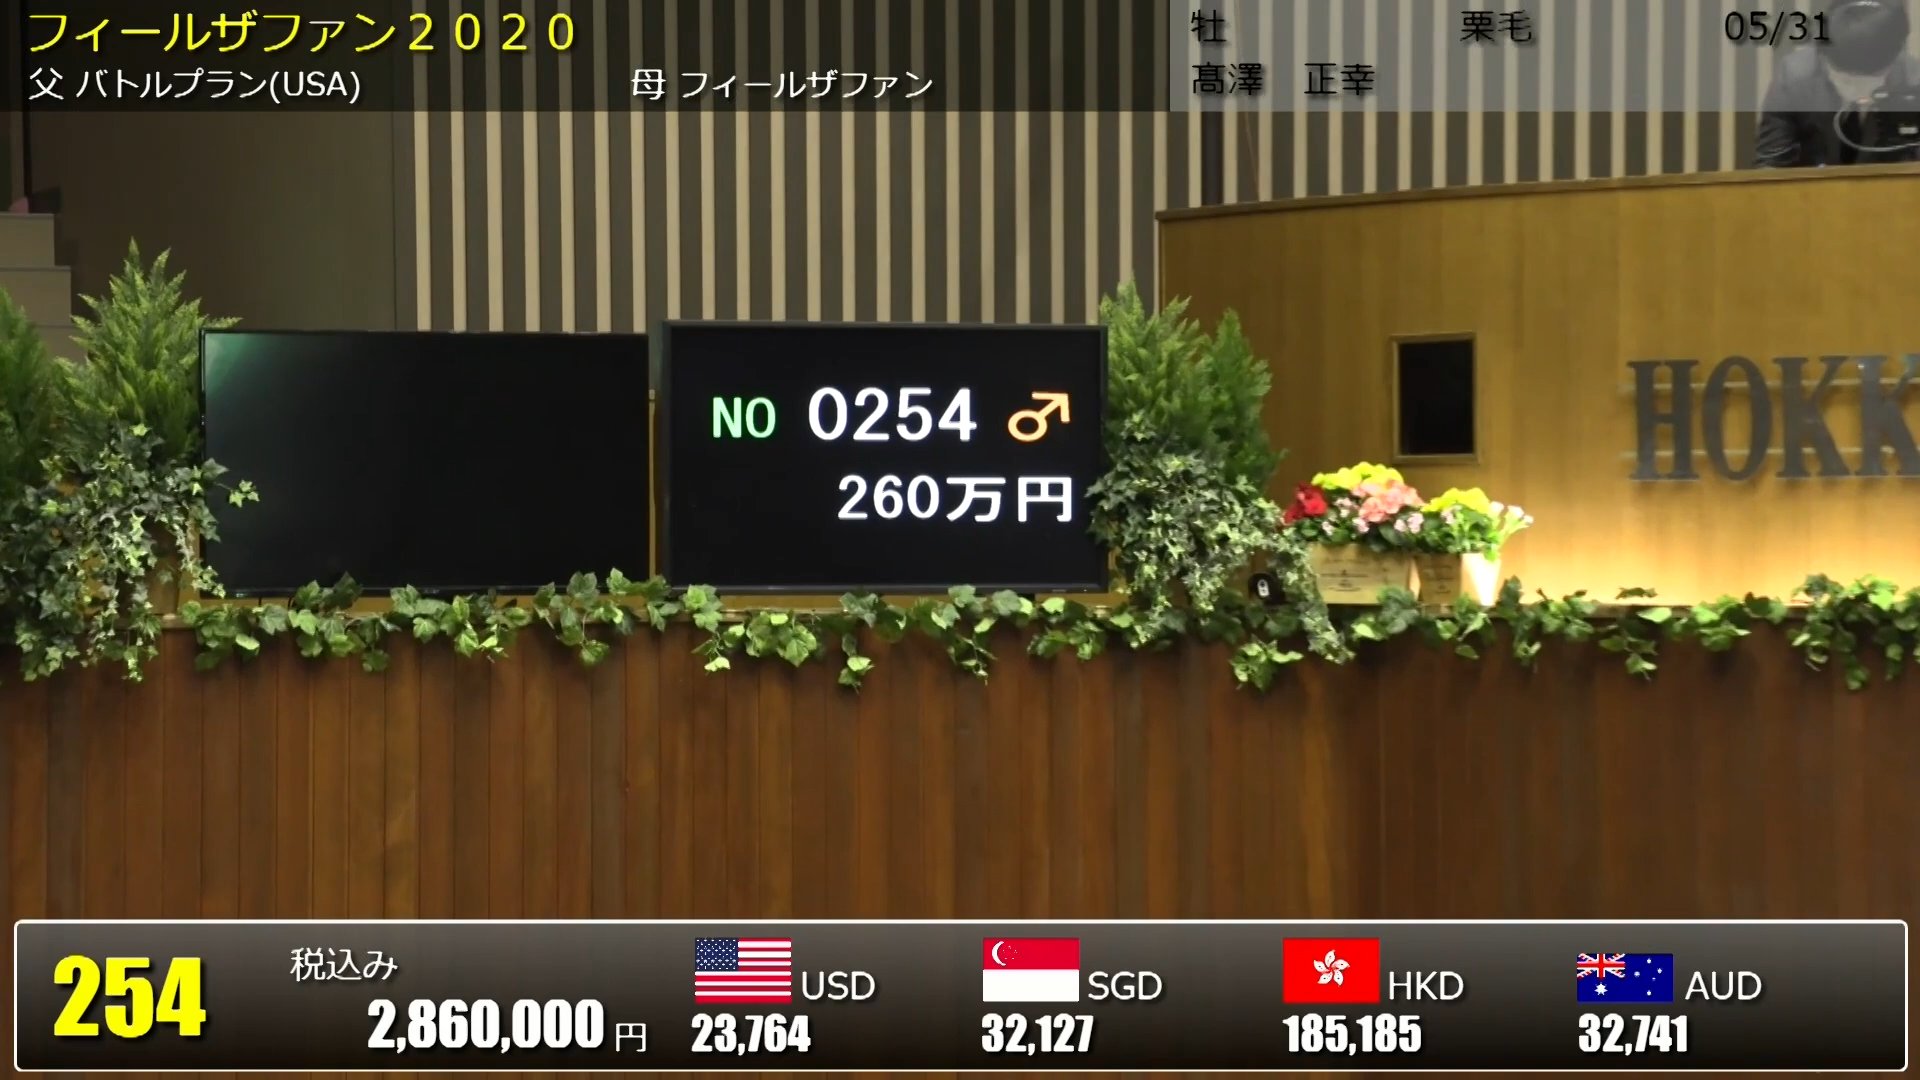 フィールザファン２０２０
父 バトルプラン(USA)
母 フィールザファン
牡 栗毛 05/31
髙澤 正幸
NO 0254 ♂
260万円
HOKK
254
税込み
2,860,000 円
USD
23,764
SGD
32,127
HKD
185,185
AUD
32,741